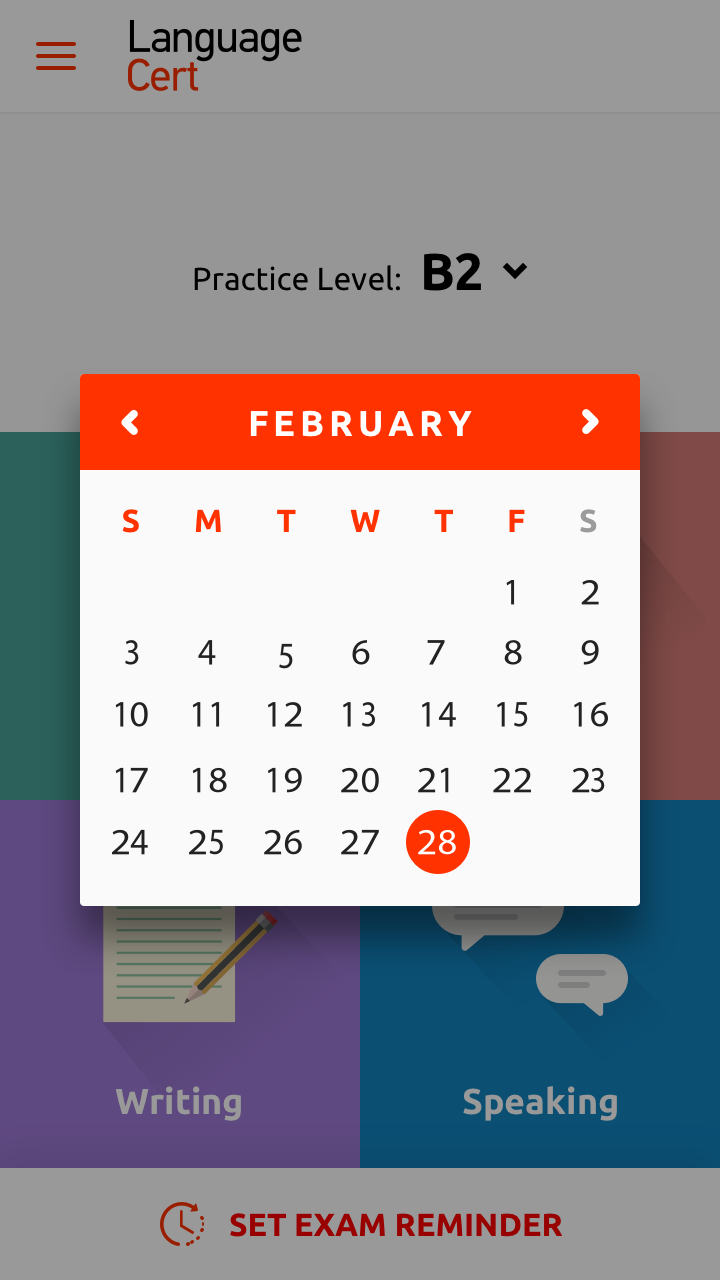 Language
Cert
Practice Level: B2
FEBRUARY
S M T W T F S
1 2
3 4 5 6 7 8 9
10 11 12 13 14 15 16
17 18 19 20 21 22 23
24 25 26 27 28
Writing Speaking
SET EXAM REMINDER